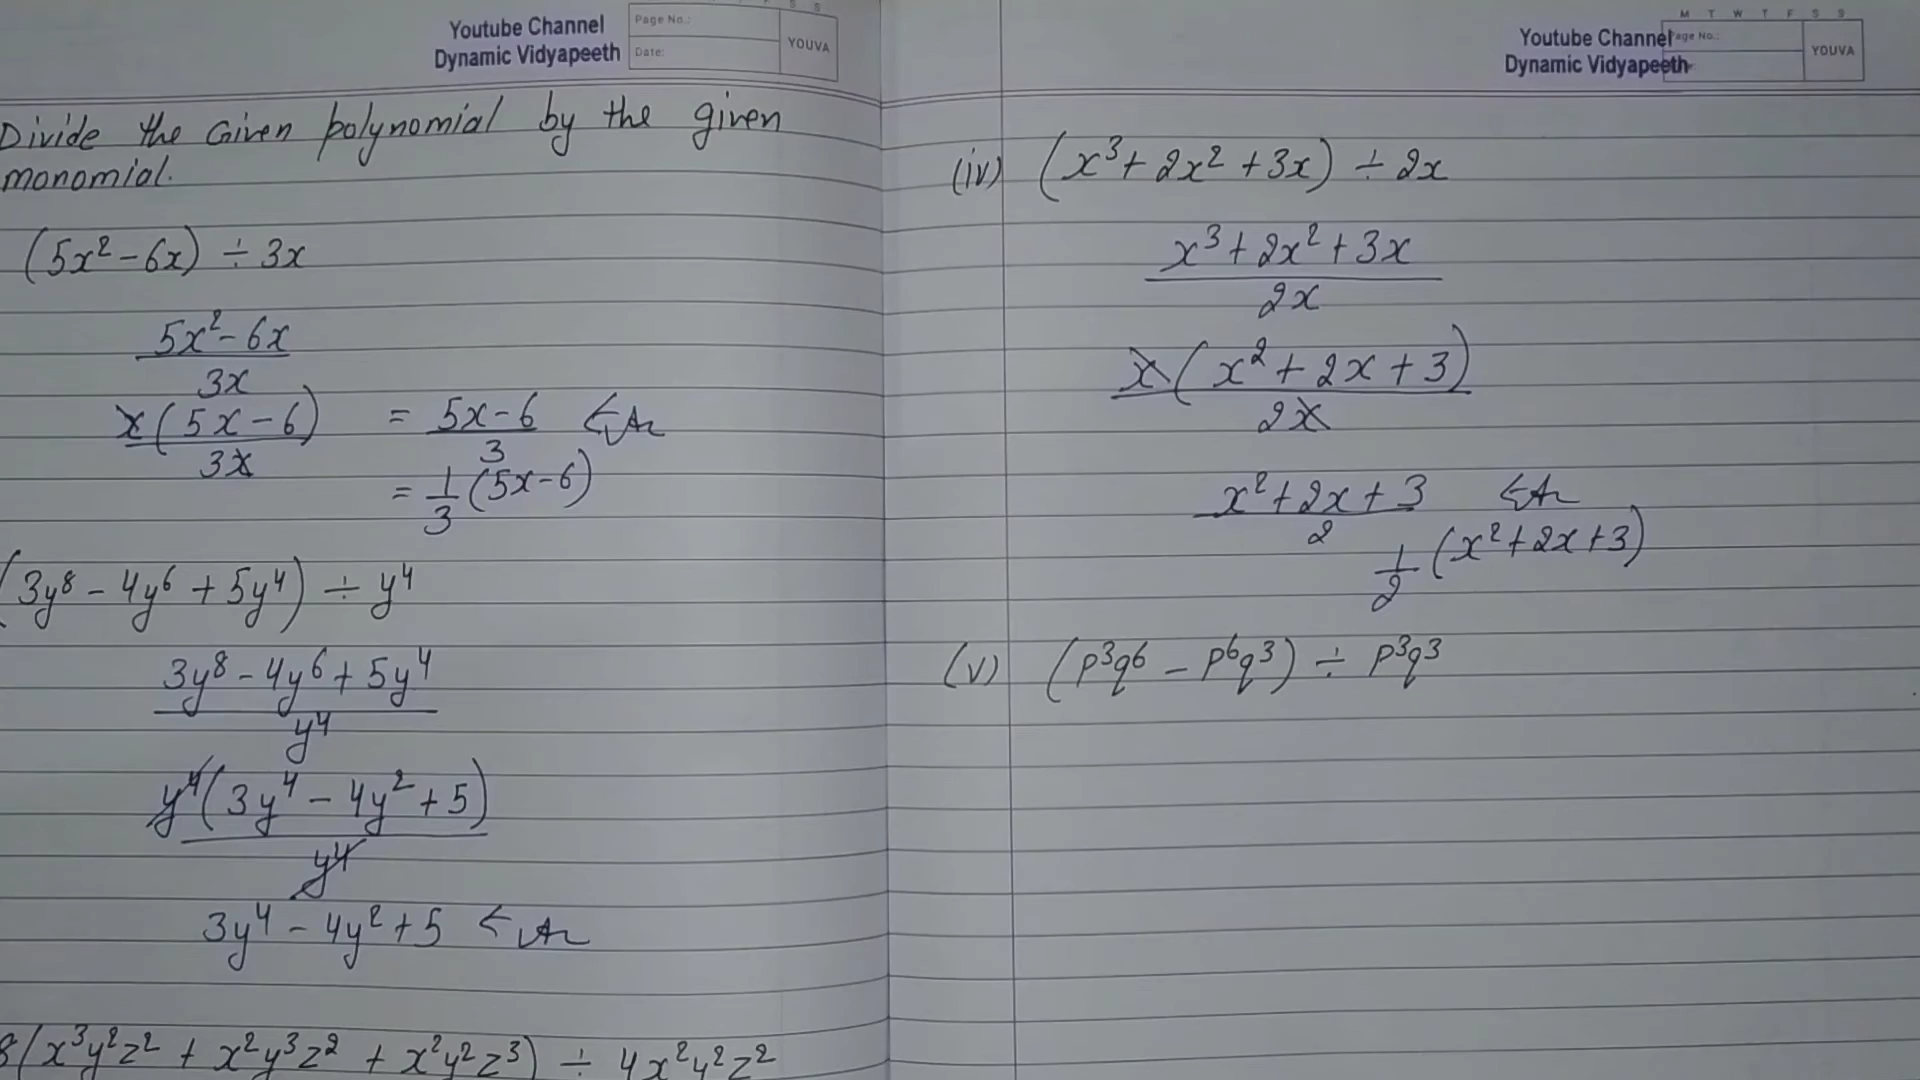 Youtube Channel
Dynamic Vidyapeeth
Page No.:
Date:
YOUVA
Divide the Given polynomial by the given
monomial.
(5x² - 6x) ÷ 3x
5x² - 6x
3x
x(5x - 6)
3x
= 5x - 6
3
= 1/3 (5x - 6)
(3y⁸ - 4y⁶ + 5y⁴) ÷ y⁴
3y⁸ - 4y⁶ + 5y⁴
y⁴
y⁴(3y⁴ - 4y² + 5)
y⁴
3y⁴ - 4y² + 5
8(x³y²z² + x²y³z² + x²y²z³) ÷ 4x²y²z²
M T W T F S S
Youtube Channel
Dynamic Vidyapeeth
age No.:
YOUVA
(iv) (x³ + 2x² + 3x) ÷ 2x
x³ + 2x² + 3x
2x
x(x² + 2x + 3)
2x
x² + 2x + 3
2
1/2 (x² + 2x + 3)
(v) (p³q⁶ - p⁶q³) ÷ p³q³